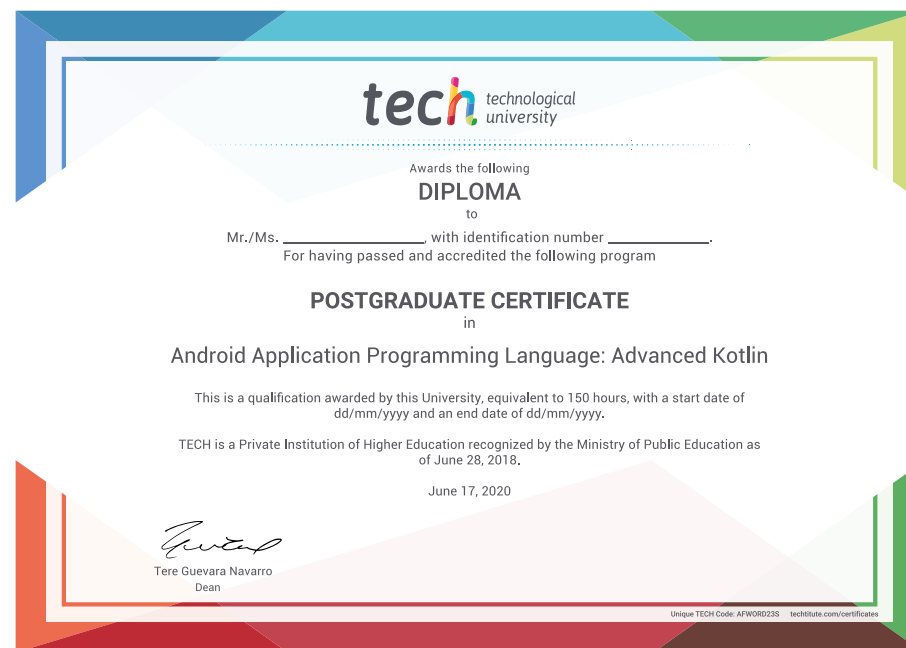 tech technological
university
Awards the following
DIPLOMA
to
Mr./Ms. ____________, with identification number ____________.
For having passed and accredited the following program
POSTGRADUATE CERTIFICATE
in
Android Application Programming Language: Advanced Kotlin
This is a qualification awarded by this University, equivalent to 150 hours, with a start date of
dd/mm/yyyy and an end date of dd/mm/yyyy.
TECH is a Private Institution of Higher Education recognized by the Ministry of Public Education as
of June 28, 2018.
June 17, 2020
Tere Guevara Navarro
Dean
Unique TECH Code: AFWORD23S techtitute.com/certificates